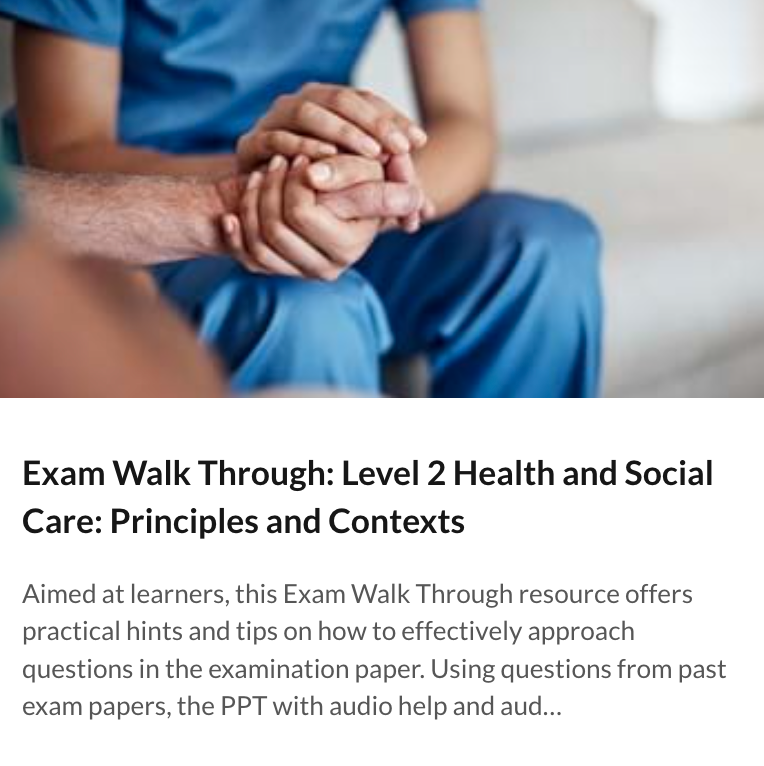 Exam Walk Through: Level 2 Health and Social
Care: Principles and Contexts
Aimed at learners, this Exam Walk Through resource offers
practical hints and tips on how to effectively approach
questions in the examination paper. Using questions from past
exam papers, the PPT with audio help and aud...